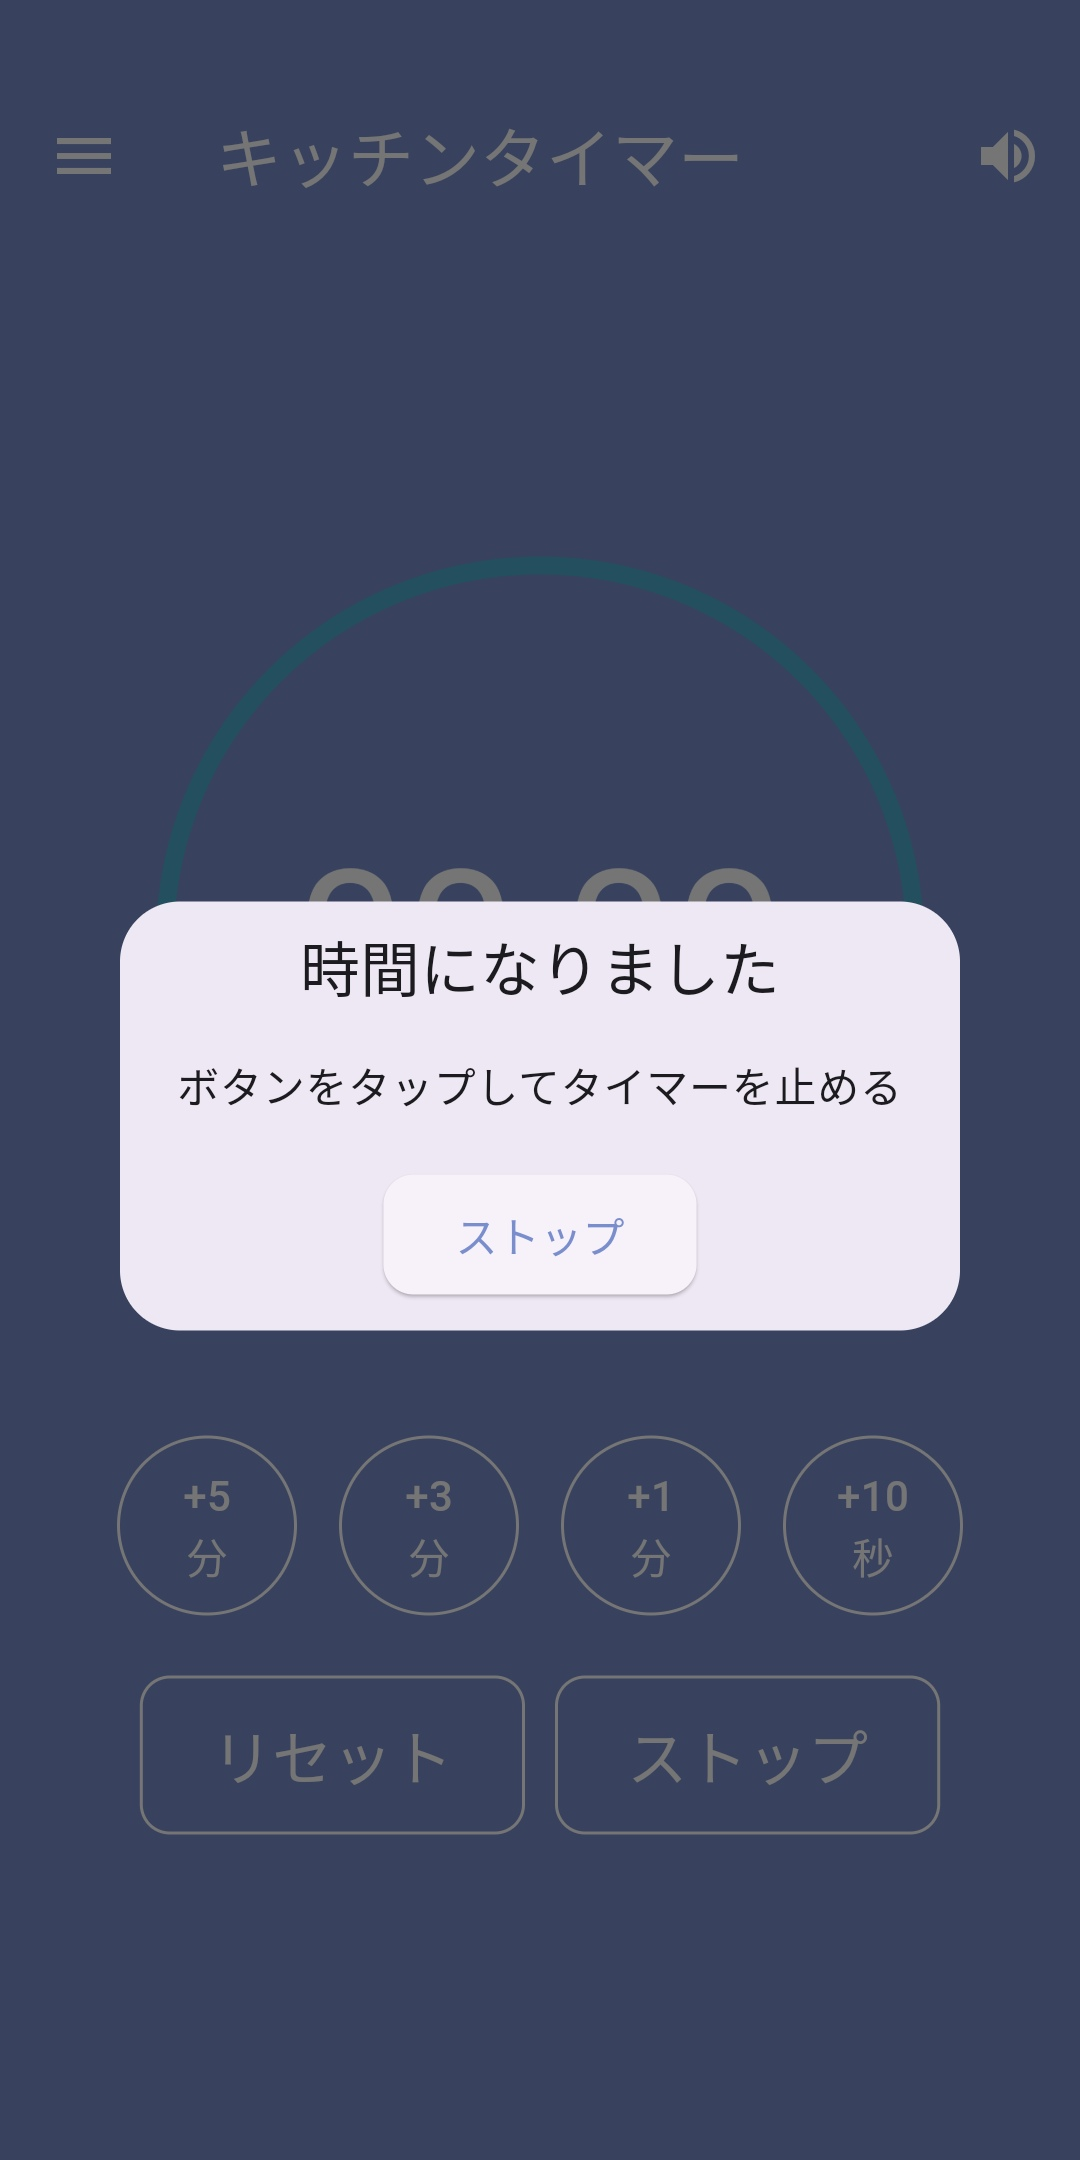 キッチンタイマー
時間になりました
ボタンをタップしてタイマーを止める
ストップ
+5
分
+3
分
+1
分
+10
秒
リセット
ストップ